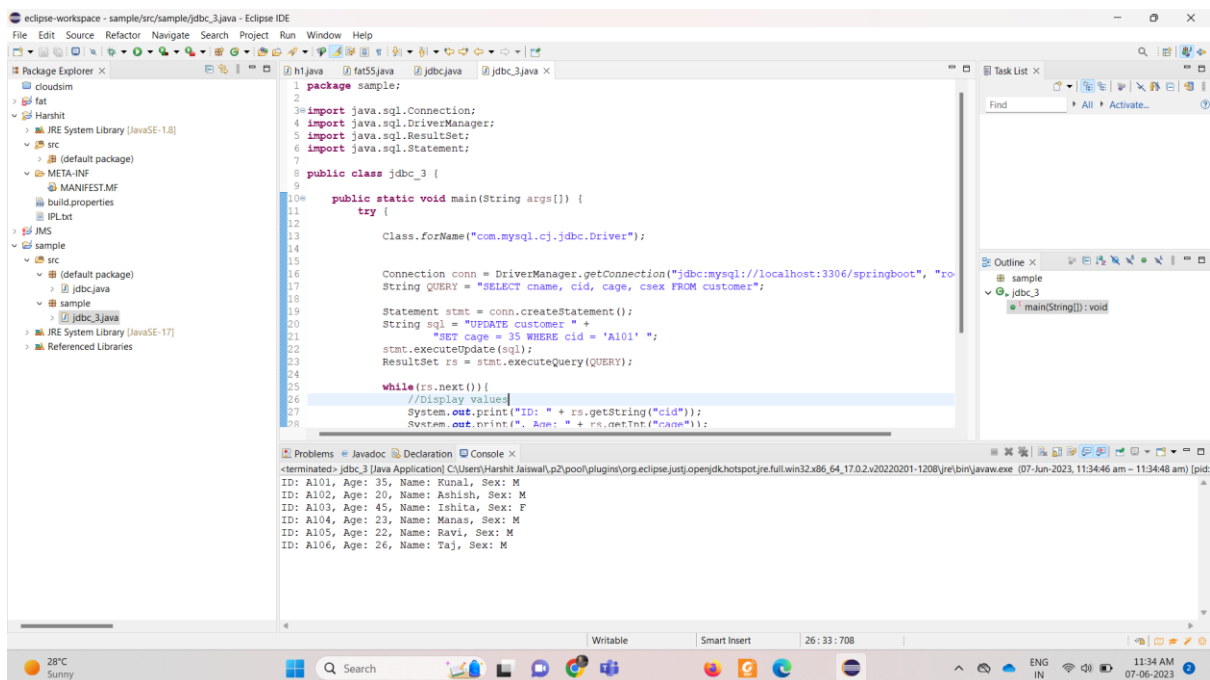 eclipse-workspace - sample/src/sample/jdbc_3.java - Eclipse IDE
File Edit Source Refactor Navigate Search Project Run Window Help
Package Explorer
cloudsim
fat
Harshit
JRE System Library [JavaSE-1.8]
src
(default package)
META-INF
MANIFEST.MF
build.properties
IPL.txt
JMS
sample
src
(default package)
jdbc.java
sample
jdbc_3.java
JRE System Library [JavaSE-17]
Referenced Libraries
h1.java fat55.java jdbc.java jdbc_3.java
1 package sample;
2
3 import java.sql.Connection;
4 import java.sql.DriverManager;
5 import java.sql.ResultSet;
6 import java.sql.Statement;
7
8 public class jdbc_3 {
9
10 public static void main(String args[]) {
11 try {
12
13 Class.forName("com.mysql.cj.jdbc.Driver");
14
15
16 Connection conn = DriverManager.getConnection("jdbc:mysql://localhost:3306/springboot", "ro
17 String QUERY = "SELECT cname, cid, cage, csex FROM customer";
18
19 Statement stmt = conn.createStatement();
20 String sql = "UPDATE customer " +
21 "SET cage = 35 WHERE cid = 'A101' ";
22 stmt.executeUpdate(sql);
23 ResultSet rs = stmt.executeQuery(QUERY);
24
25 while(rs.next()){
26 //Display values
27 System.out.print("ID: " + rs.getString("cid"));
28 System.out.print(", Age: " + rs.getInt("cage"));
Task List
Find All Activate...
Outline
sample
jdbc_3
main(String[]) : void
Problems Javadoc Declaration Console
<terminated> jdbc_3 [Java Application] C:\Users\Harshit Jaiswal\.p2\pool\plugins\org.eclipse.justj.openjdk.hotspot.jre.full.win32.x86_64_17.0.2.v20220201-1208\jre\bin\javaw.exe (07-Jun-2023, 11:34:46 am – 11:34:48 am) [pid:
ID: A101, Age: 35, Name: Kunal, Sex: M
ID: A102, Age: 20, Name: Ashish, Sex: M
ID: A103, Age: 45, Name: Ishita, Sex: F
ID: A104, Age: 23, Name: Manas, Sex: M
ID: A105, Age: 22, Name: Ravi, Sex: M
ID: A106, Age: 26, Name: Taj, Sex: M
Writable Smart Insert 26 : 33 : 708
28°C
Sunny
Search
ENG
IN
11:34 AM
07-06-2023
2